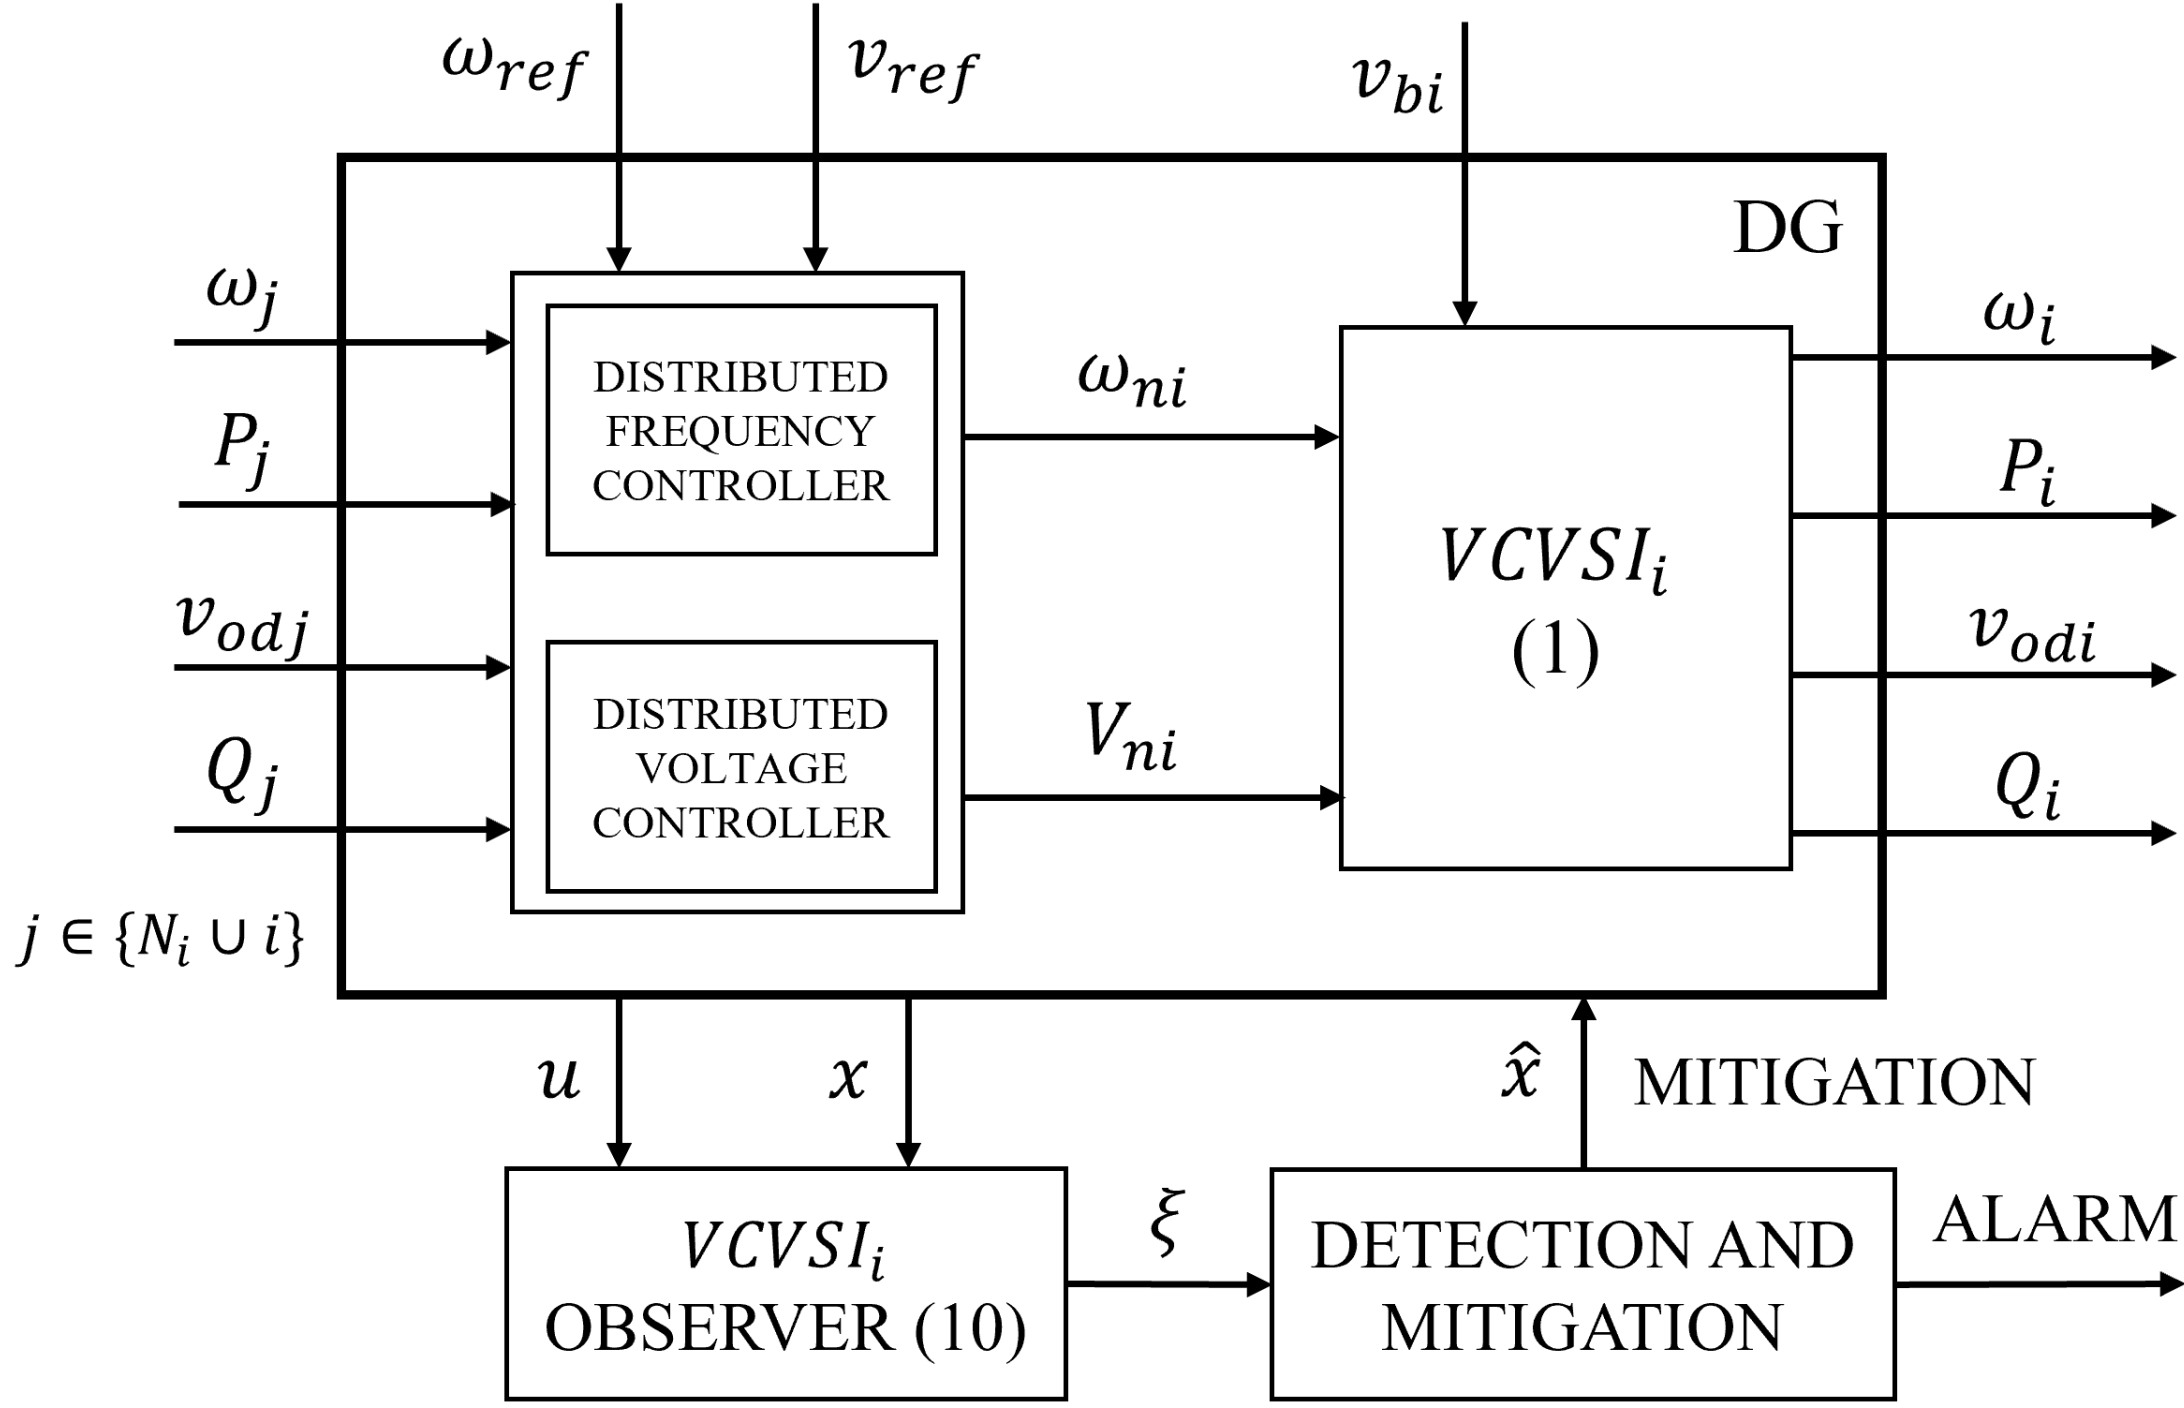 ω_ref
v_ref
v_bi
DG
ω_j
P_j
v_odj
Q_j
j ∈ {N_i ∪ i}
DISTRIBUTED
FREQUENCY
CONTROLLER
DISTRIBUTED
VOLTAGE
CONTROLLER
ω_ni
V_ni
VCVSI_i
(1)
ω_i
P_i
v_odi
Q_i
u
x
x̂
MITIGATION
VCVSI_i
OBSERVER (10)
ξ
DETECTION AND
MITIGATION
ALARM